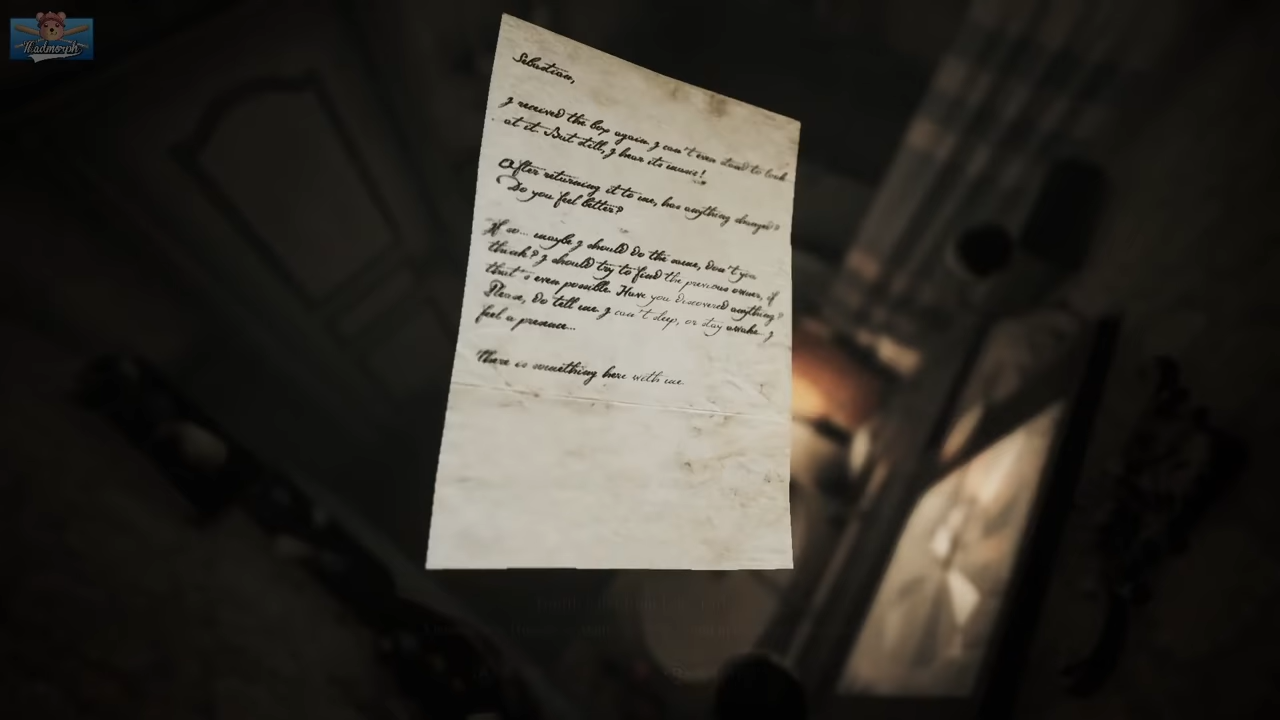 Madmorph
Sebastian,
I received the box again. I can't even stand to look
at it. But still, I hear its music!
After returning it to me, has anything changed?
Do you feel better?
If so... maybe I should do the same, don't you
think? I should try to find the previous owner, if
that's even possible. Have you discovered anything?
Please, do tell me. I can't sleep, or stay awake. I
feel a presence...
There is something here with me